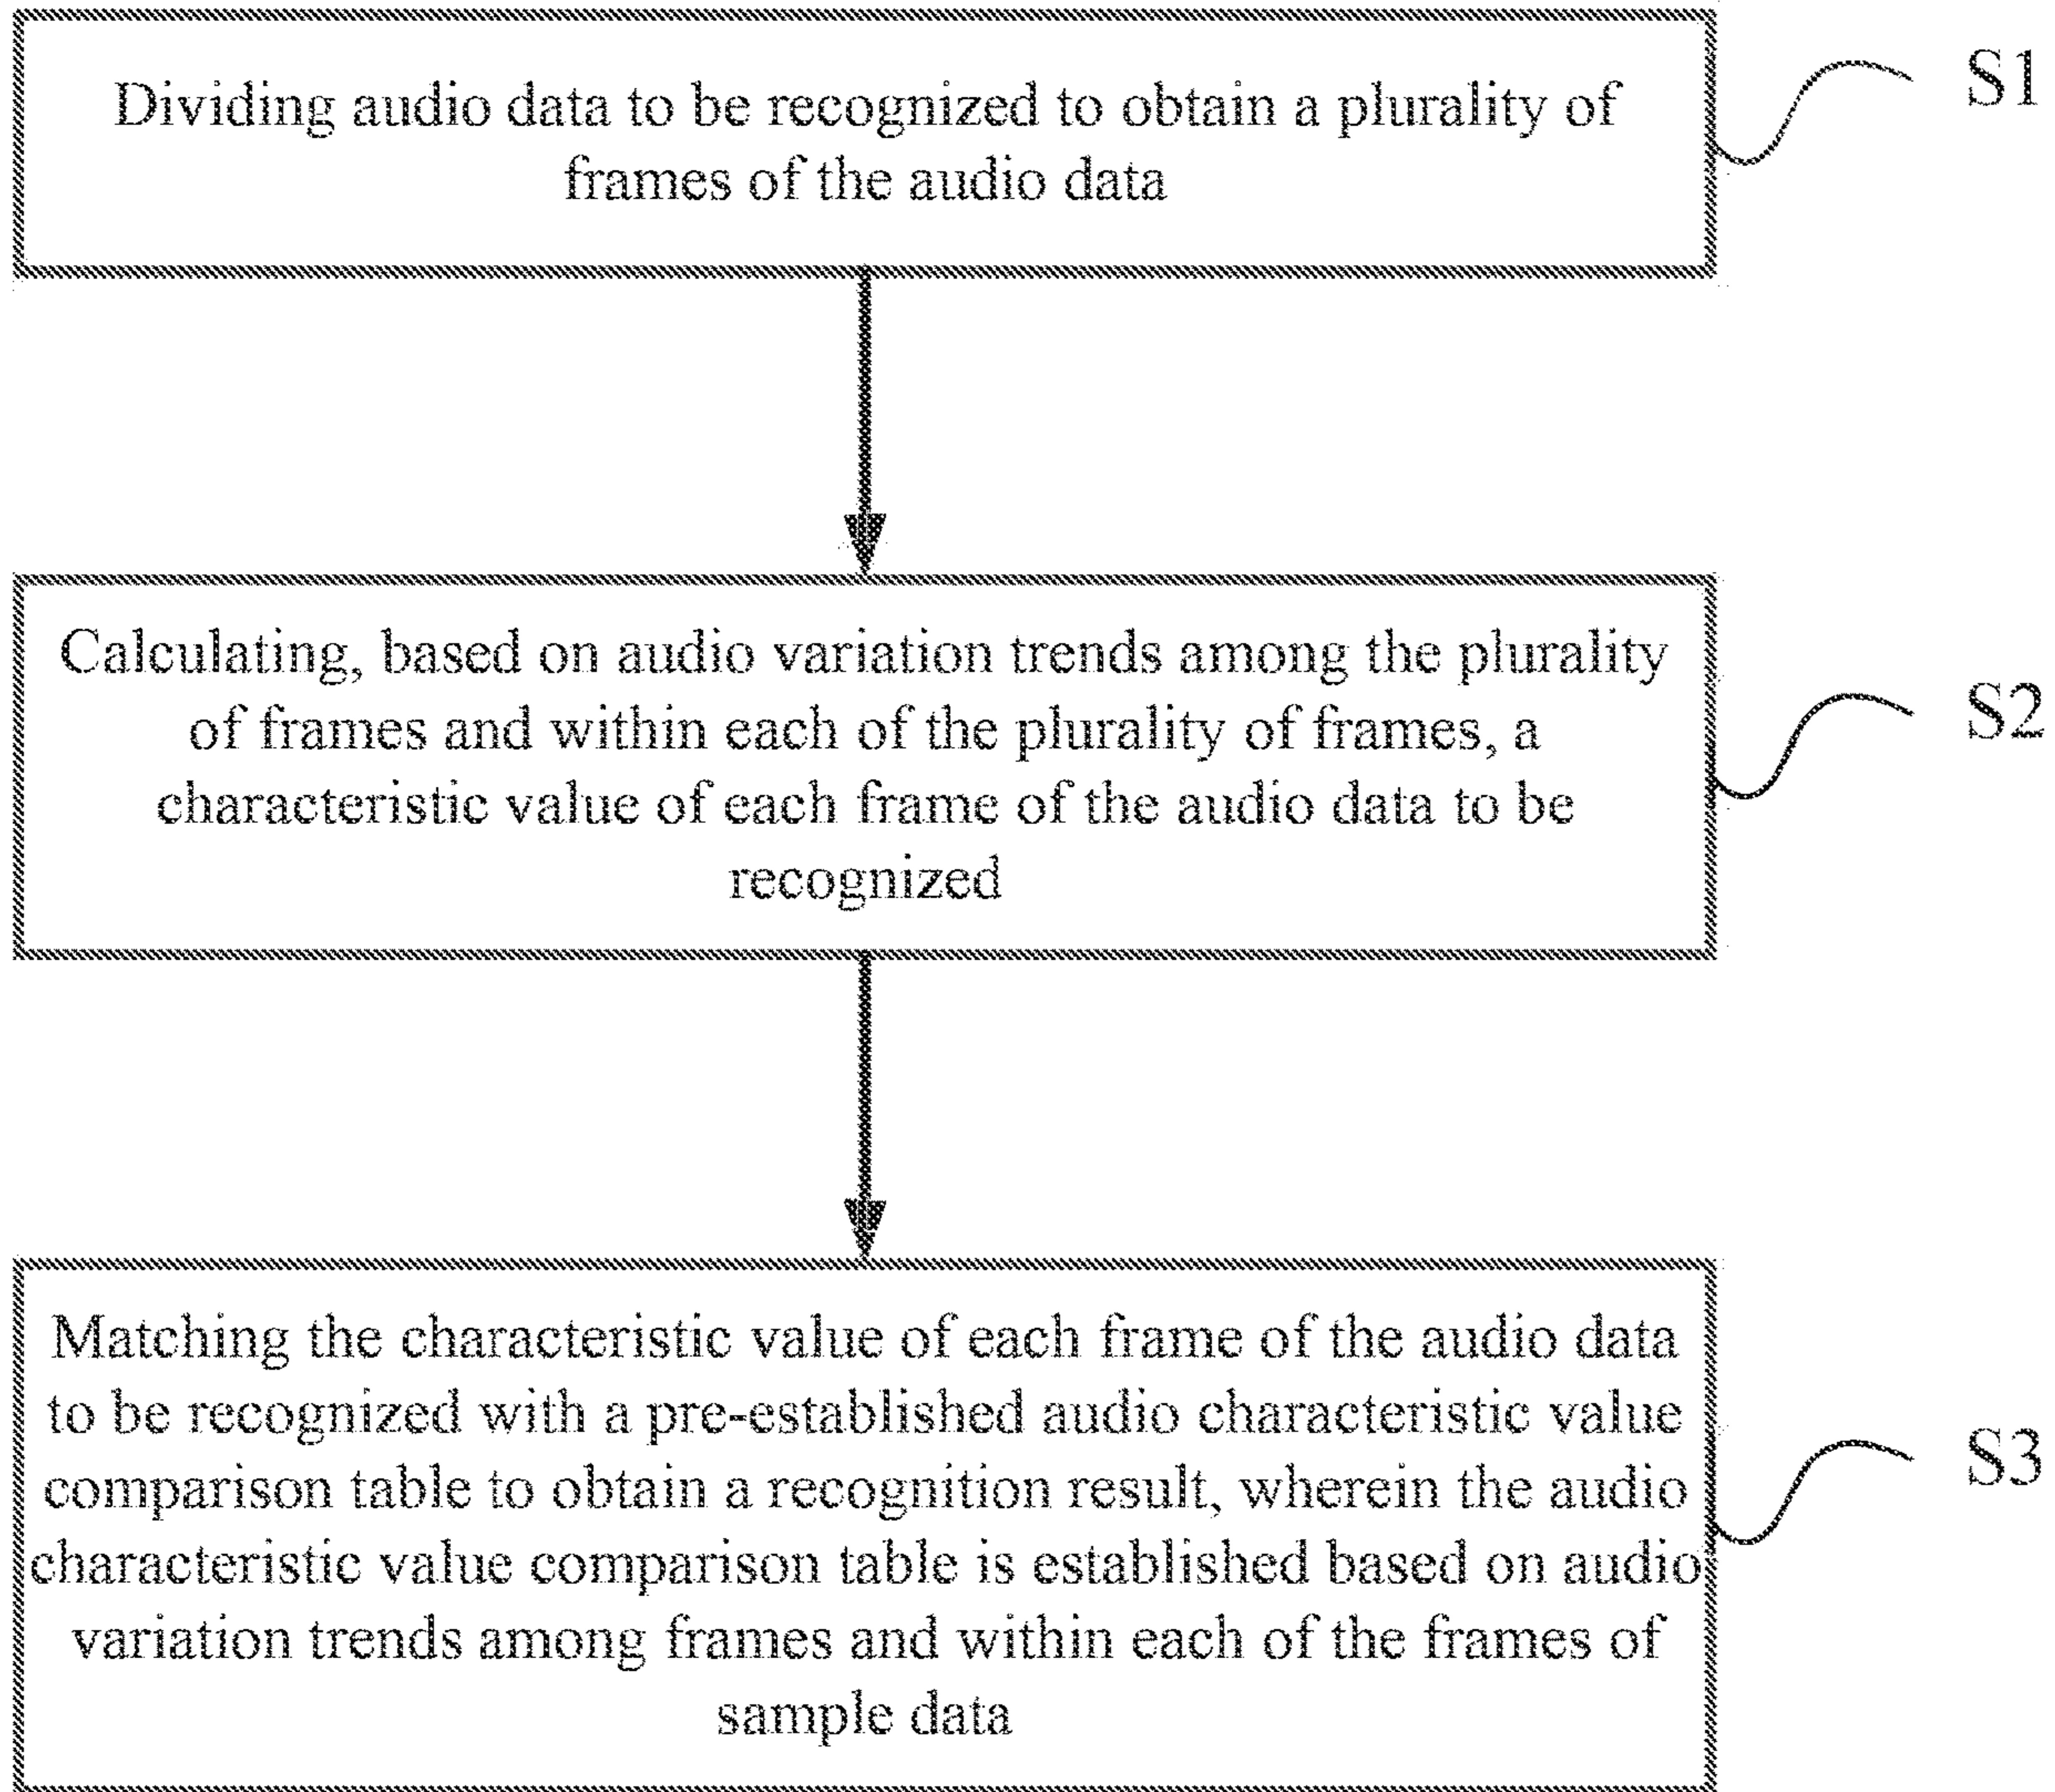 Dividing audio data to be recognized to obtain a plurality of
frames of the audio data
S1
Calculating, based on audio variation trends among the plurality
of frames and within each of the plurality of frames, a
characteristic value of each frame of the audio data to be
recognized
S2
Matching the characteristic value of each frame of the audio data
to be recognized with a pre-established audio characteristic value
comparison table to obtain a recognition result, wherein the audio
characteristic value comparison table is established based on audio
variation trends among frames and within each of the frames of
sample data
S3